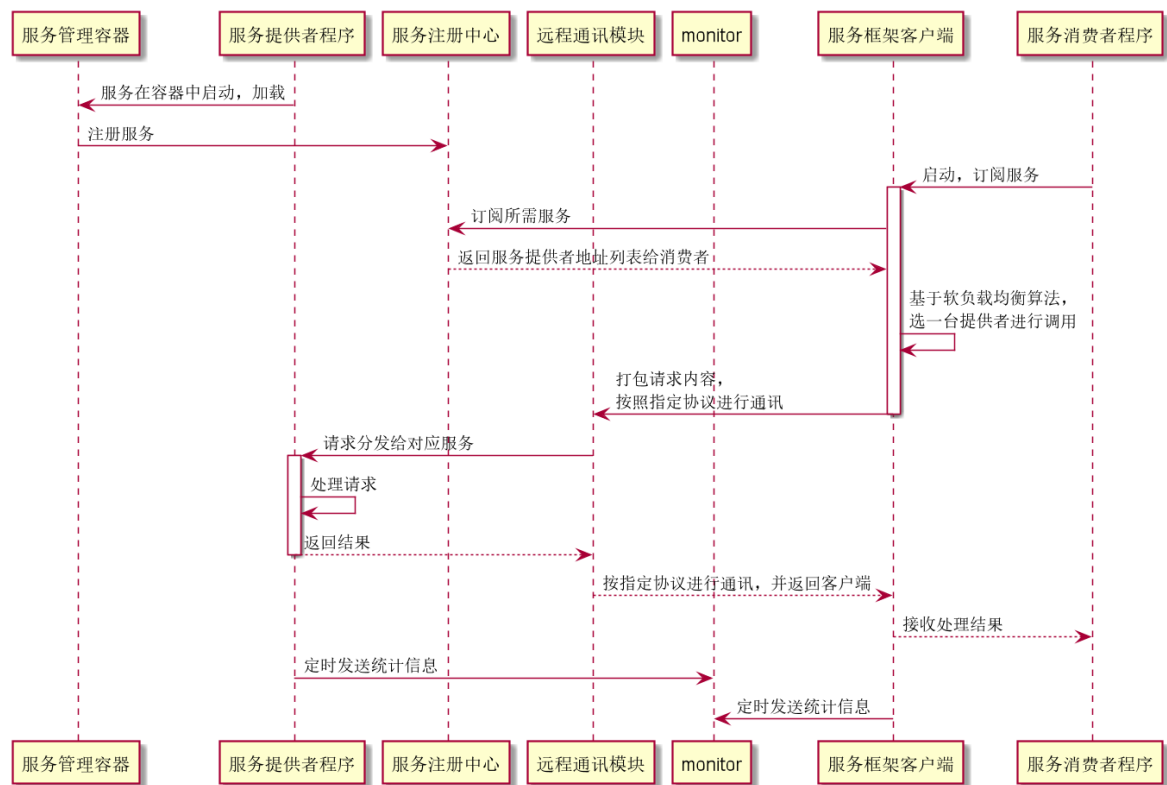 服务管理容器
服务提供者程序
服务注册中心
远程通讯模块
monitor
服务框架客户端
服务消费者程序
服务在容器中启动，加载
注册服务
启动，订阅服务
订阅所需服务
返回服务提供者地址列表给消费者
基于软负载均衡算法，
选一台提供者进行调用
打包请求内容，
按照指定协议进行通讯
请求分发给对应服务
处理请求
返回结果
按指定协议进行通讯，并返回客户端
接收处理结果
定时发送统计信息
定时发送统计信息
服务管理容器
服务提供者程序
服务注册中心
远程通讯模块
monitor
服务框架客户端
服务消费者程序